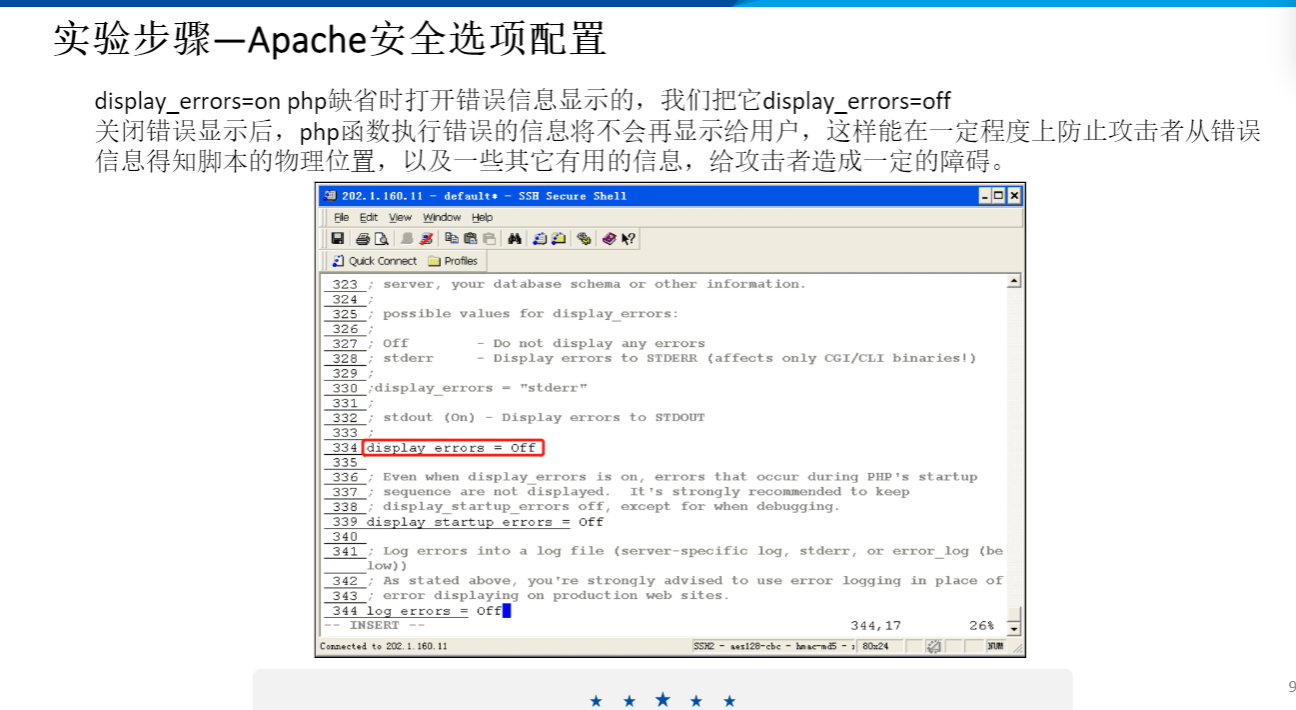 实验步骤—Apache安全选项配置
display_errors=on php缺省时打开错误信息显示的，我们把它display_errors=off
关闭错误显示后，php函数执行错误的信息将不会再显示给用户，这样能在一定程度上防止攻击者从错误
信息得知脚本的物理位置，以及一些其它有用的信息，给攻击者造成一定的障碍。
202.1.160.11 - default* - SSH Secure Shell
File Edit View Window Help
Quick Connect Profiles
323 ; server, your database schema or other information.
324 ;
325 ; possible values for display_errors:
326 ;
327 ; Off - Do not display any errors
328 ; stderr - Display errors to STDERR (affects only CGI/CLI binaries!)
329 ;
330 ;display_errors = "stderr"
331 ;
332 ; stdout (On) - Display errors to STDOUT
333 ;
334 display_errors = Off
335
336 ; Even when display_errors is on, errors that occur during PHP's startup
337 ; sequence are not displayed. It's strongly recommended to keep
338 ; display_startup_errors off, except for when debugging.
339 display_startup_errors = Off
340
341 ; Log errors into a log file (server-specific log, stderr, or error_log (be
low))
342 ; As stated above, you're strongly advised to use error logging in place of
343 ; error displaying on production web sites.
344 log_errors = Off
-- INSERT -- 344,17 26%
Connected to 202.1.160.11 SSH2 - aes128-cbc - hmac-md5 - 80x24 NUM
9